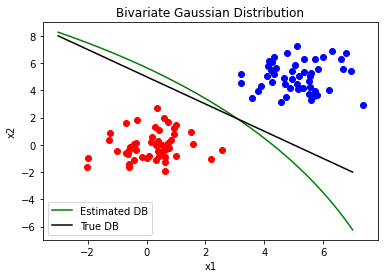 Bivariate Gaussian Distribution
x2
8
6
4
2
0
−2
−4
−6
Estimated DB
True DB
−2
0
2
4
6
x1